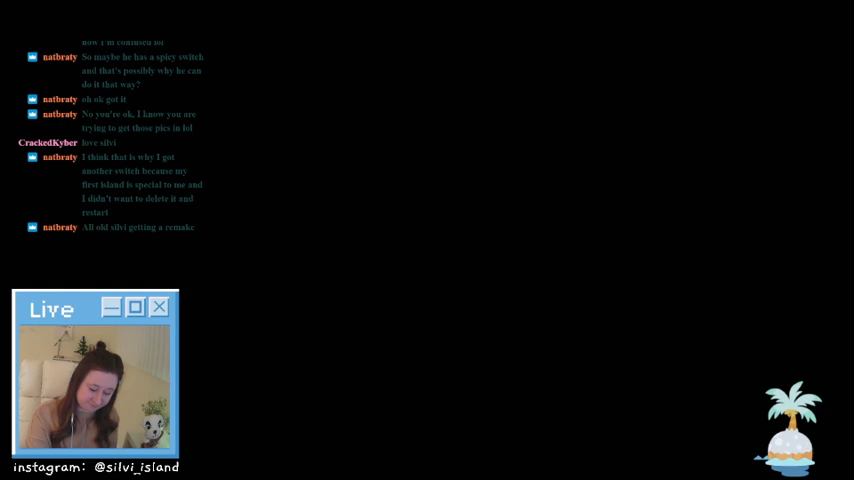 now I'm confused lol
natbraty So maybe he has a spicy switch
and that's possibly why he can
do it that way?
natbraty oh ok got it
natbraty No you're ok, I know you are
trying to get those pics in lol
CrackedKyber love silvi
natbraty I think that is why I got
another switch because my
first island is special to me and
I didn't want to delete it and
restart
natbraty All old silvi getting a remake
Live
instagram: @silvi_island